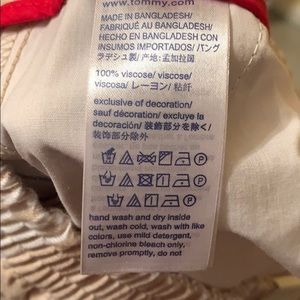 www.tommy.com
MADE IN BANGLADESH/
FABRIQUÉ AU BANGLADESH/
HECHO EN BANGLADESH CON
INSUMOS IMPORTADOS/バング
ラデシュ製/产地:孟加拉国
100% viscose/viscose/
viscosa/レーヨン/粘纤
exclusive of decoration/
sauf décoration/excluye la
decoración/装飾部分を除く/
装饰部分除外
hand wash and dry inside
out, wash cold, wash with like
colors, use mild detergent,
non-chlorine bleach only,
remove promptly, do not